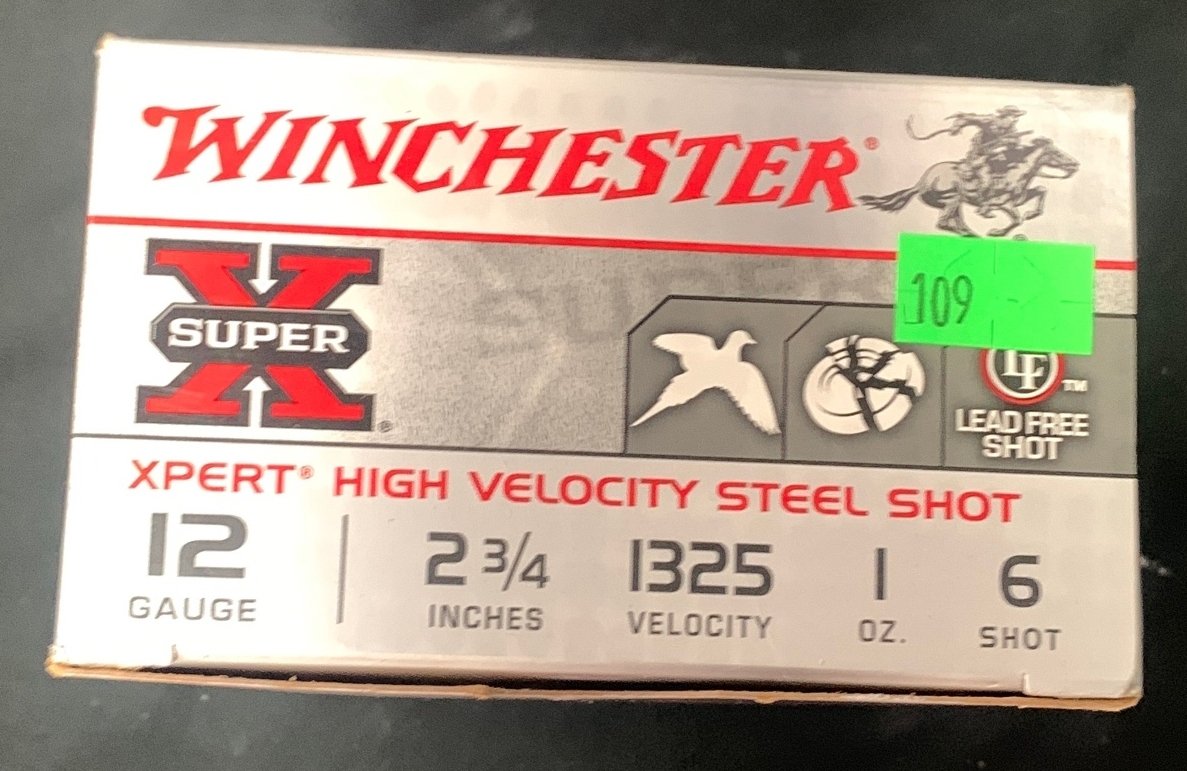 WINCHESTER®
109
X
SUPER
®
LF™
LEAD FREE
SHOT
XPERT® HIGH VELOCITY STEEL SHOT
12 2 3/4 1325 1 6
GAUGE INCHES VELOCITY OZ. SHOT